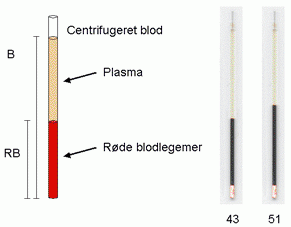 Centrifugeret blod
B
Plasma
RB
Røde blodlegemer
43
51